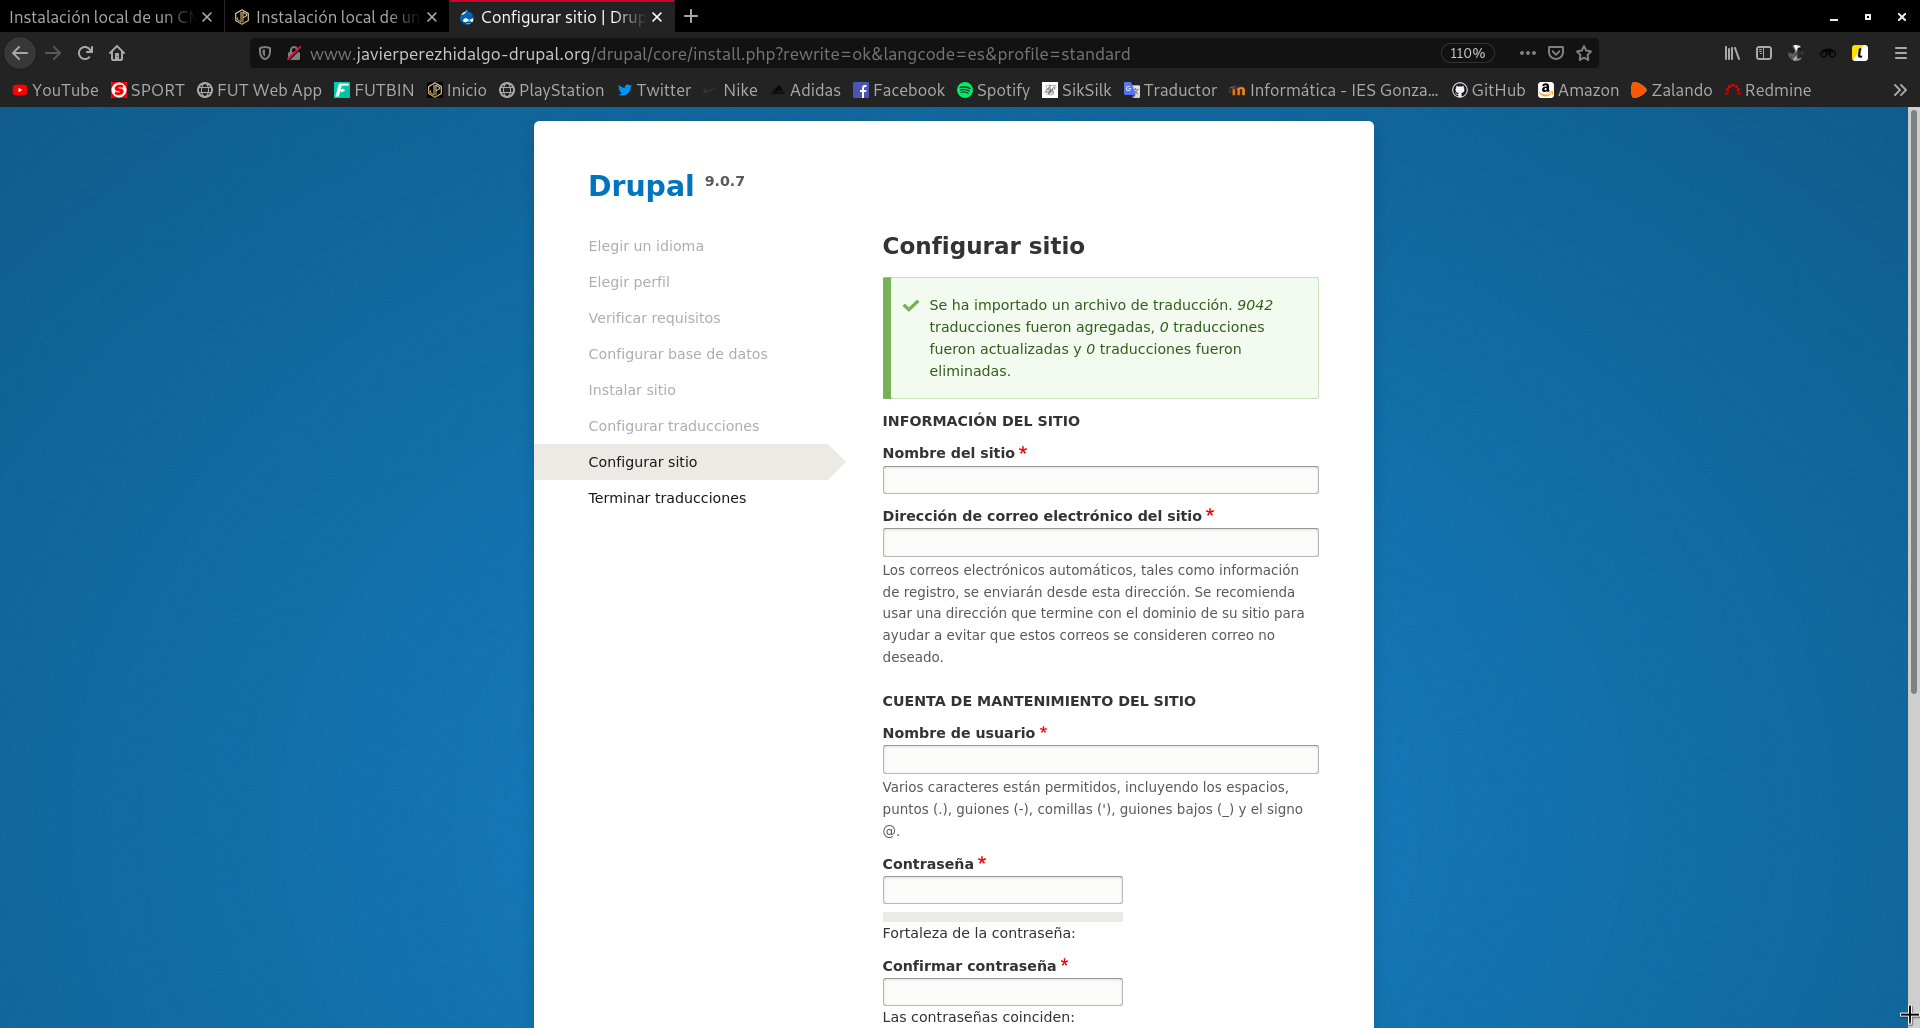 Instalación local de un C
Instalación local de un
Configurar sitio | Drup
www.javierperezhidalgo-drupal.org/drupal/core/install.php?rewrite=ok&langcode=es&profile=standard
110%
YouTube
SPORT
FUT Web App
FUTBIN
Inicio
PlayStation
Twitter
Nike
Adidas
Facebook
Spotify
SikSilk
Traductor
Informática - IES Gonza...
GitHub
Amazon
Zalando
Redmine
Drupal 9.0.7
Elegir un idioma
Elegir perfil
Verificar requisitos
Configurar base de datos
Instalar sitio
Configurar traducciones
Configurar sitio
Terminar traducciones
Configurar sitio
Se ha importado un archivo de traducción. 9042
traducciones fueron agregadas, 0 traducciones
fueron actualizadas y 0 traducciones fueron
eliminadas.
INFORMACIÓN DEL SITIO
Nombre del sitio *
Dirección de correo electrónico del sitio *
Los correos electrónicos automáticos, tales como información
de registro, se enviarán desde esta dirección. Se recomienda
usar una dirección que termine con el dominio de su sitio para
ayudar a evitar que estos correos se consideren correo no
deseado.
CUENTA DE MANTENIMIENTO DEL SITIO
Nombre de usuario *
Varios caracteres están permitidos, incluyendo los espacios,
puntos (.), guiones (-), comillas ('), guiones bajos (_) y el signo
@.
Contraseña *
Fortaleza de la contraseña:
Confirmar contraseña *
Las contraseñas coinciden: